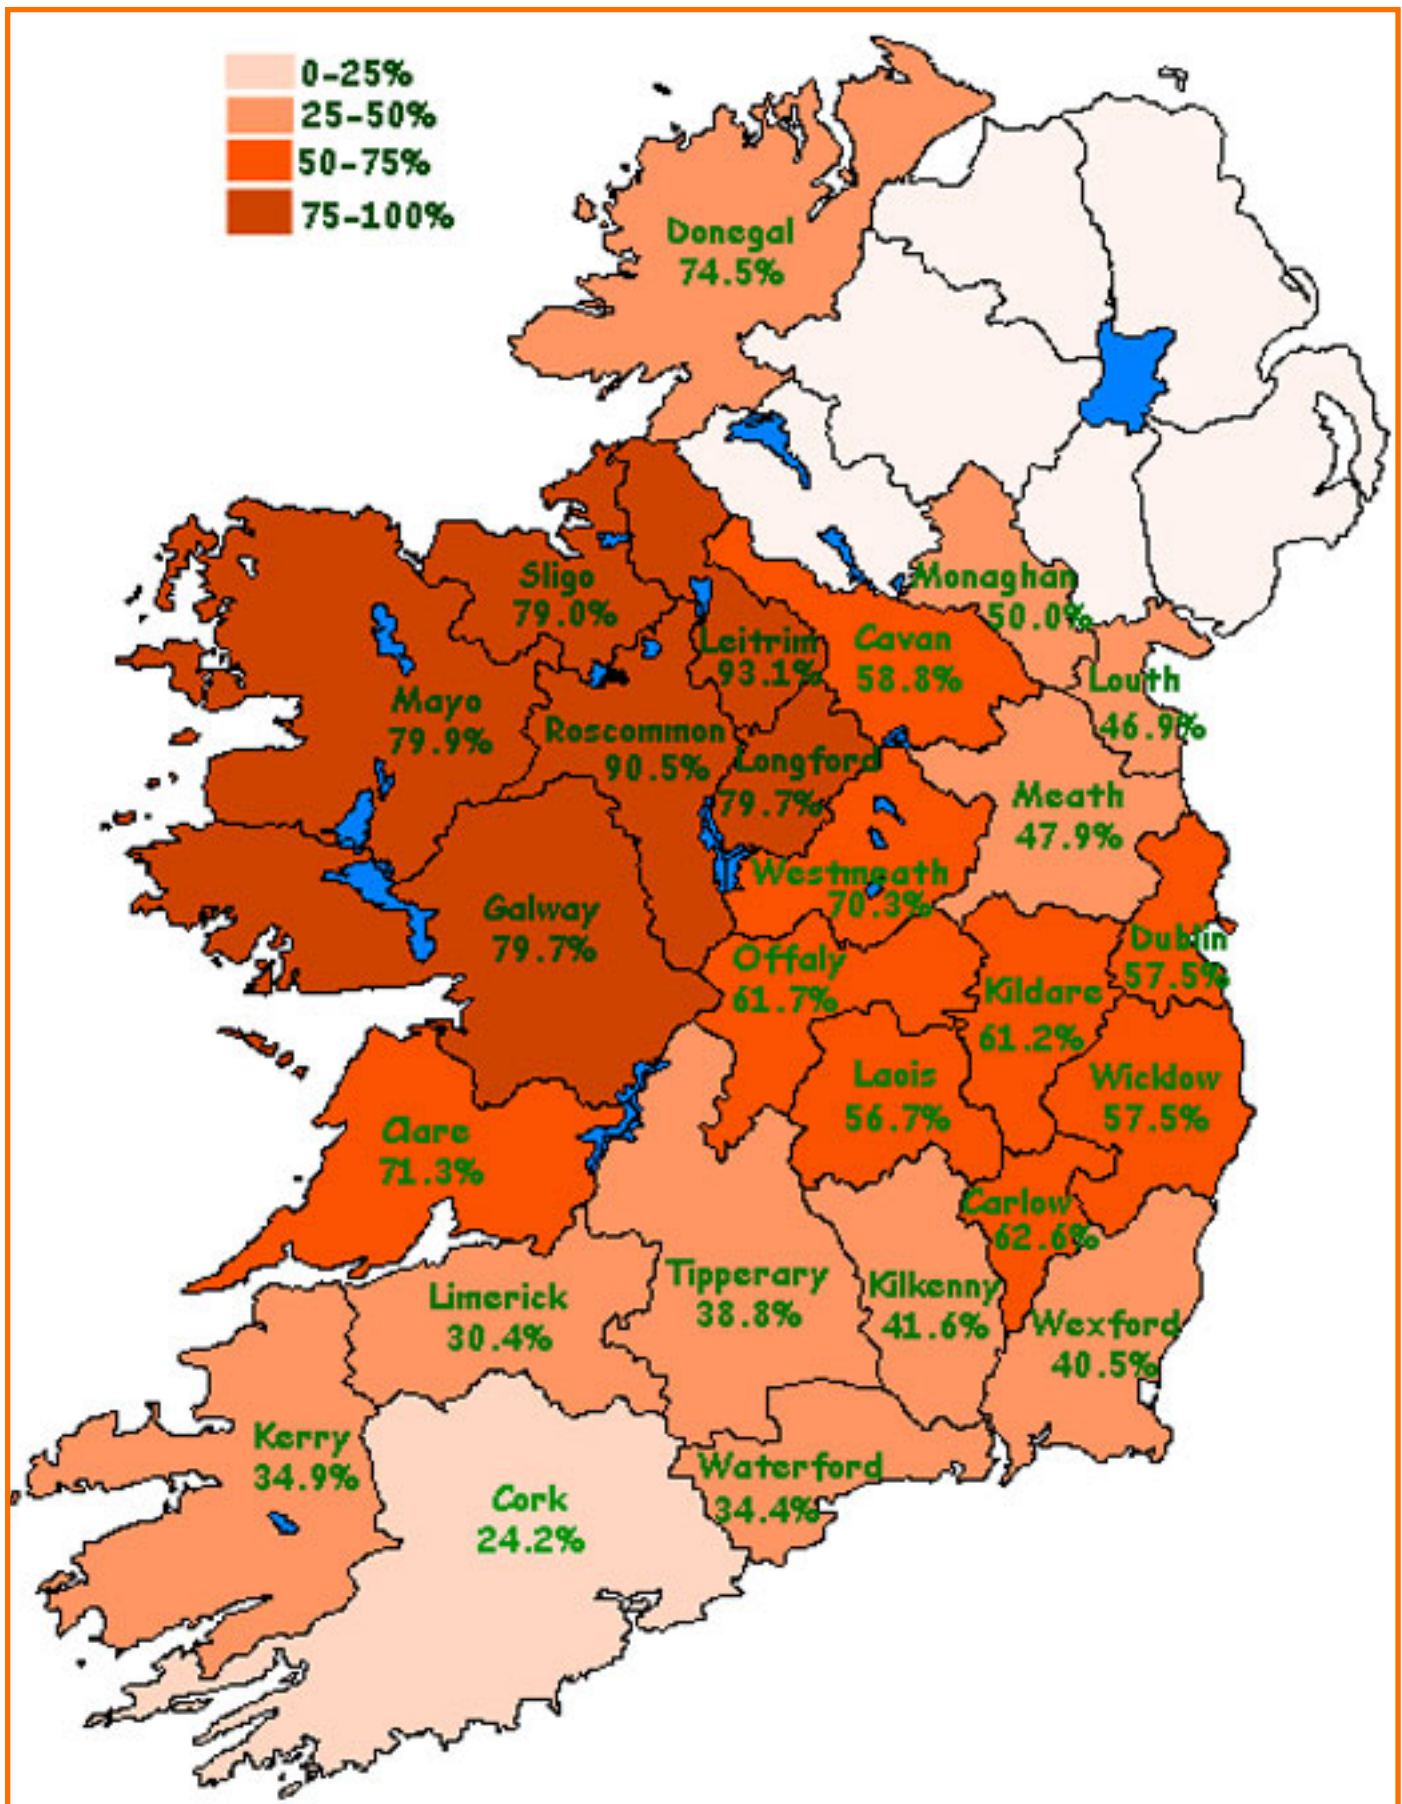 0-25%
25-50%
50-75%
75-100%
Donegal
74.5%
Monaghan
50.0%
Sligo
79.0%
Leitrim
93.1%
Cavan
58.8%
Louth
46.9%
Mayo
79.9%
Roscommon
90.5%
Longford
79.7%
Meath
47.9%
Westmeath
70.3%
Galway
79.7%
Offaly
61.7%
Dublin
57.5%
Kildare
61.2%
Laois
56.7%
Wicklow
57.5%
Clare
71.3%
Carlow
62.6%
Limerick
30.4%
Tipperary
38.8%
Kilkenny
41.6%
Wexford
40.5%
Kerry
34.9%
Waterford
34.4%
Cork
24.2%